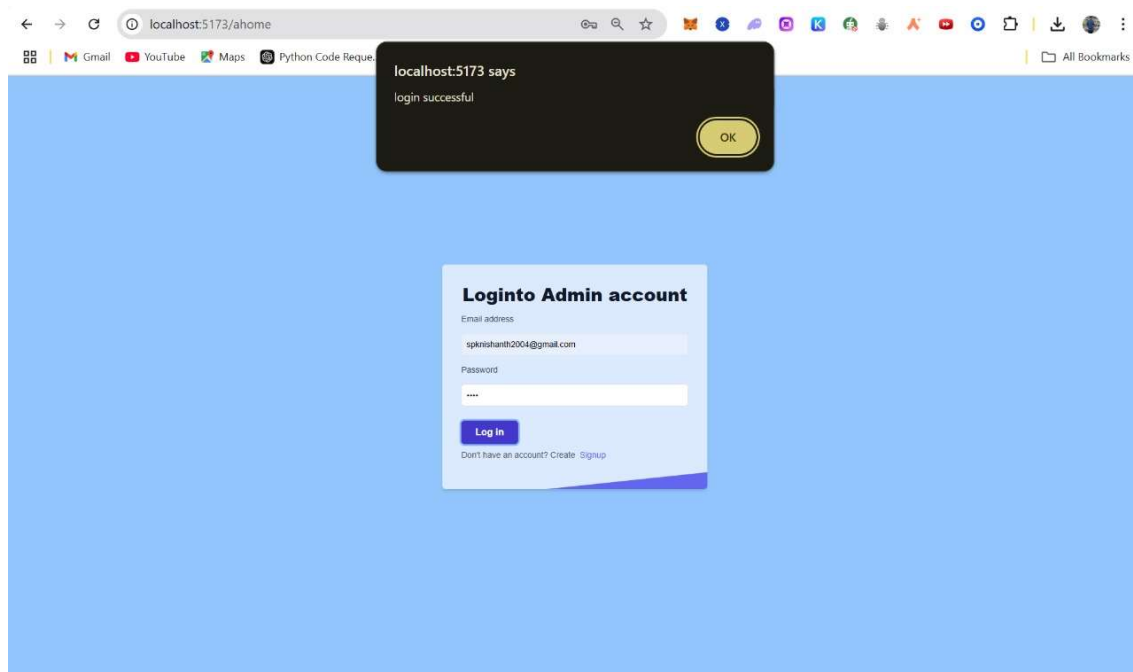 localhost:5173/ahome
Gmail YouTube Maps Python Code Reque. All Bookmarks
localhost:5173 says
login successful
OK
Loginto Admin account
Email address
spknishanth2004@gmail.com
Password
Log in
Don't have an account? Create Signup